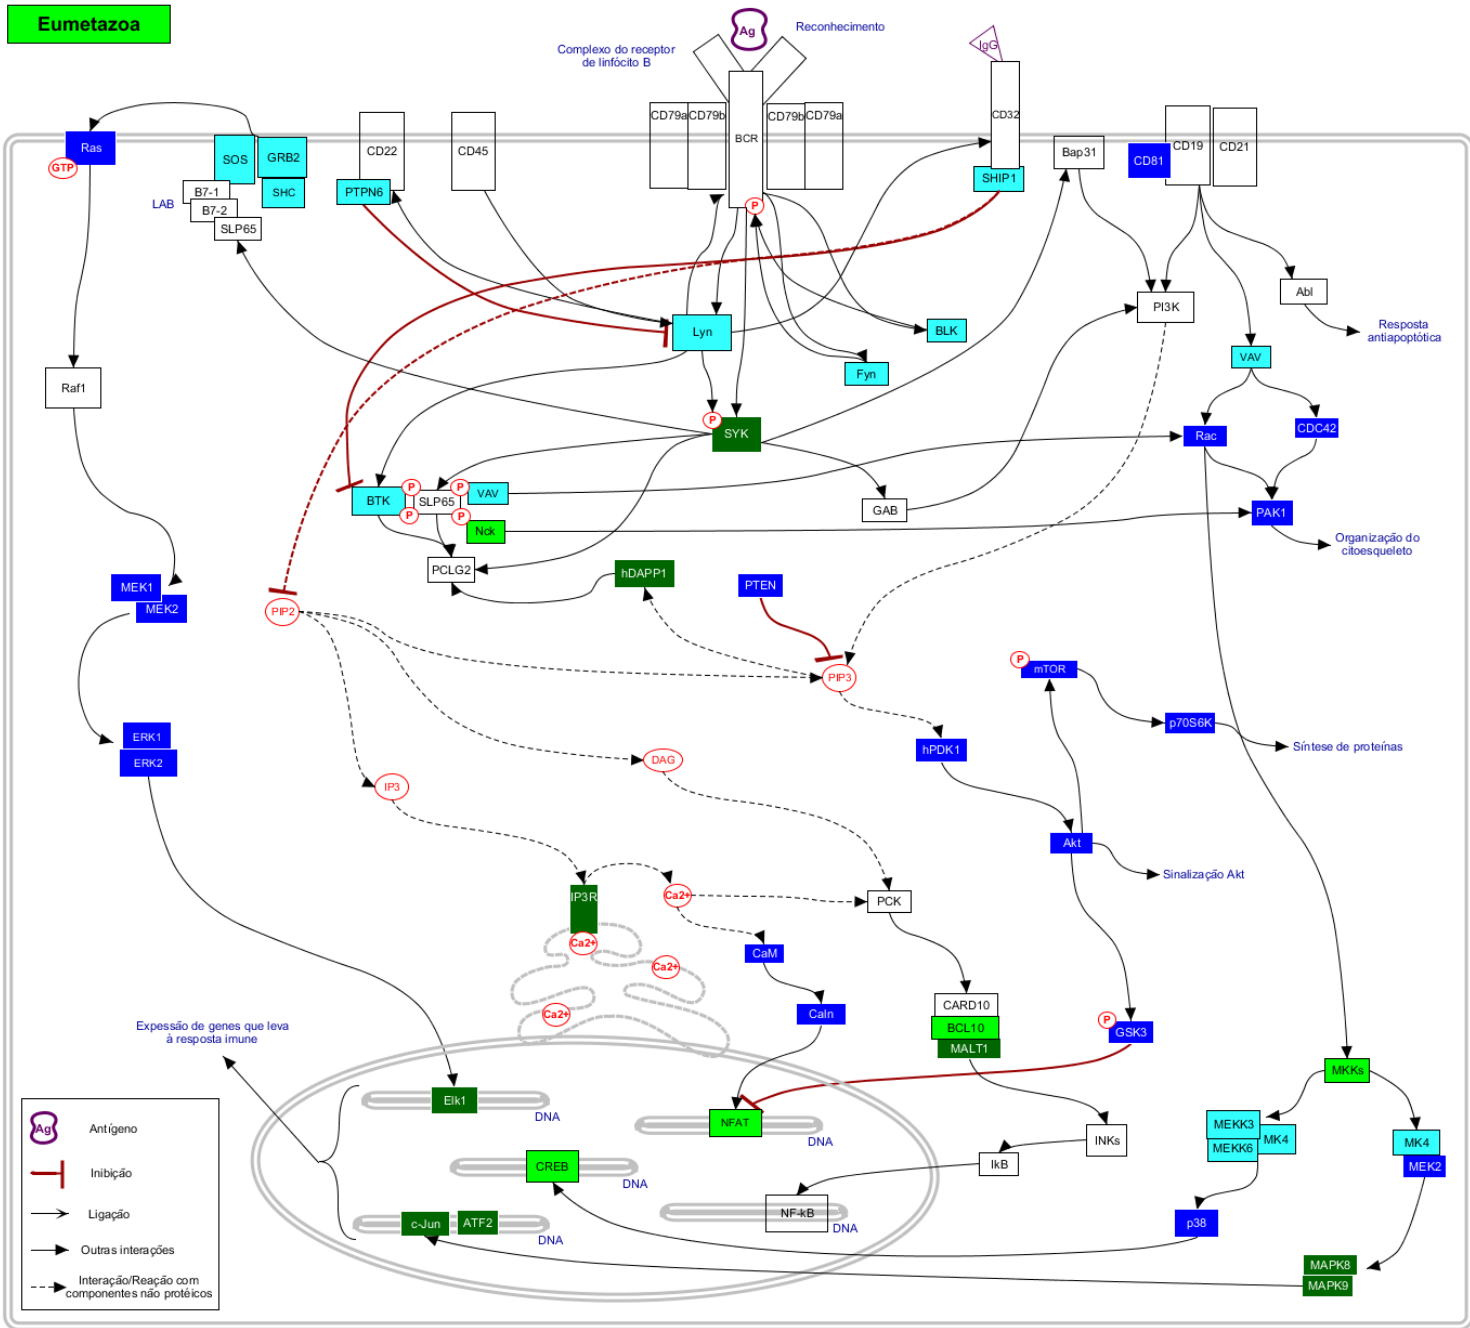 Eumetazoa
Ag
Reconhecimento
Complexo do receptor
de linfócito B
IgG
CD79a
CD79b
BCR
CD79b
CD79a
CD32
CD22
CD45
Ras
GTP
SOS
GRB2
SHC
PTPN6
LAB
B7-1
B7-2
SLP65
SHIP1
Bap31
CD81
CD19
CD21
P
Lyn
BLK
Fyn
PI3K
Abl
Resposta
antiapoptótica
VAV
Raf1
P
SYK
Rac
CDC42
BTK
P
SLP65
P
VAV
P
P
Nck
GAB
PAK1
Organização do
citoesqueleto
PCLG2
hDAPP1
PTEN
MEK1
MEK2
PIP2
PIP3
P
mTOR
p70S6K
Síntese de proteínas
ERK1
ERK2
hPDK1
DAG
IP3
Akt
Sinalização Akt
IP3R
Ca2+
PCK
Ca2+
CaM
Ca2+
Ca2+
Caln
CARD10
BCL10
MALT1
P
GSK3
Expessão de genes que leva
à resposta imune
MKKs
Elk1
DNA
NFAT
DNA
MEKK3
MEKK6
MK4
MK4
MEK2
INKs
IkB
CREB
DNA
NF-kB
DNA
c-Jun
ATF2
DNA
p38
MAPK8
MAPK9
Ag
Antígeno
Inibição
Ligação
Outras interações
Interação/Reação com
componentes não protéicos